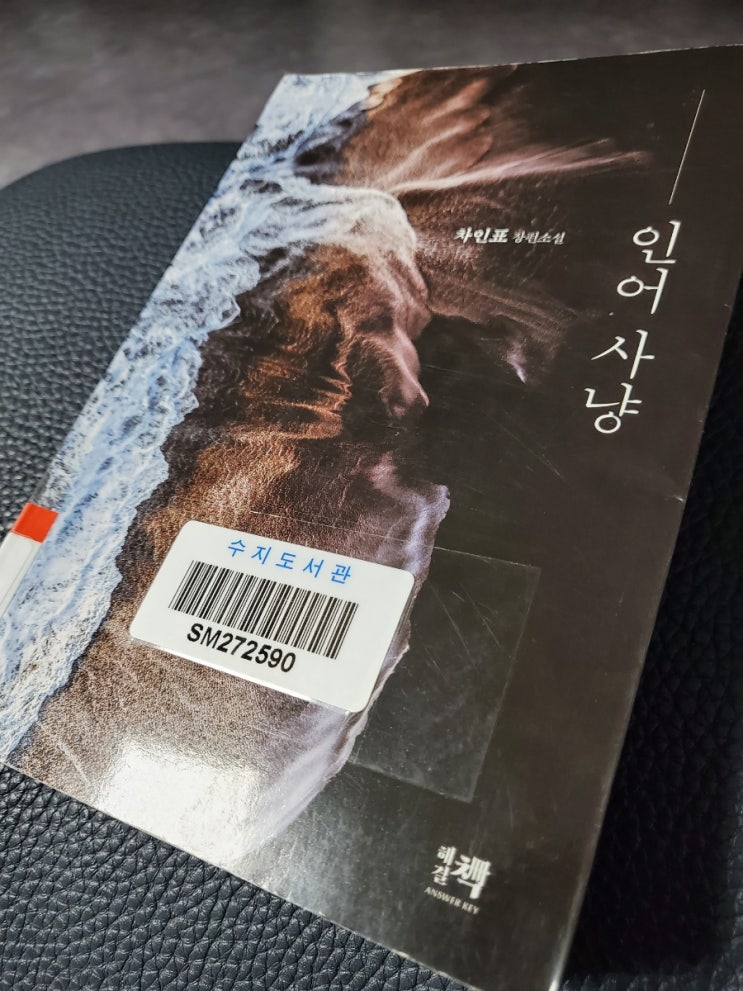 인어 사냥
차인표 장편소설
수지도서관
SM272590
해결책
ANSWER KEY